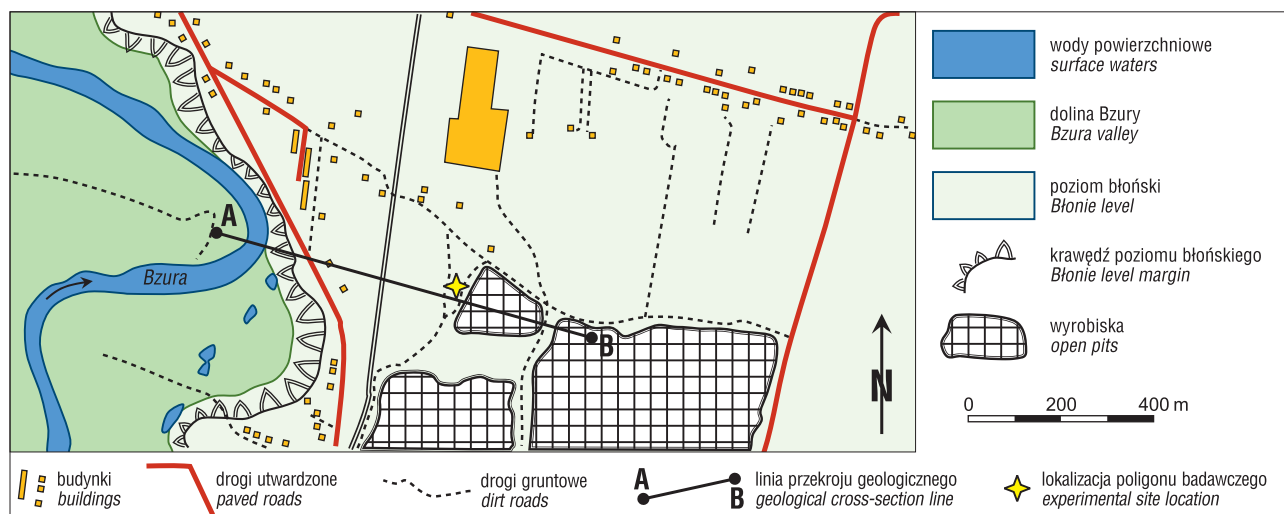 A
Bzura
B
N
wody powierzchniowe
surface waters
dolina Bzury
Bzura valley
poziom błoński
Błonie level
krawędź poziomu błońskiego
Błonie level margin
wyrobiska
open pits
0 200 400 m
budynki
buildings
drogi utwardzone
paved roads
drogi gruntowe
dirt roads
A
B
linia przekroju geologicznego
geological cross-section line
lokalizacja poligonu badawczego
experimental site location